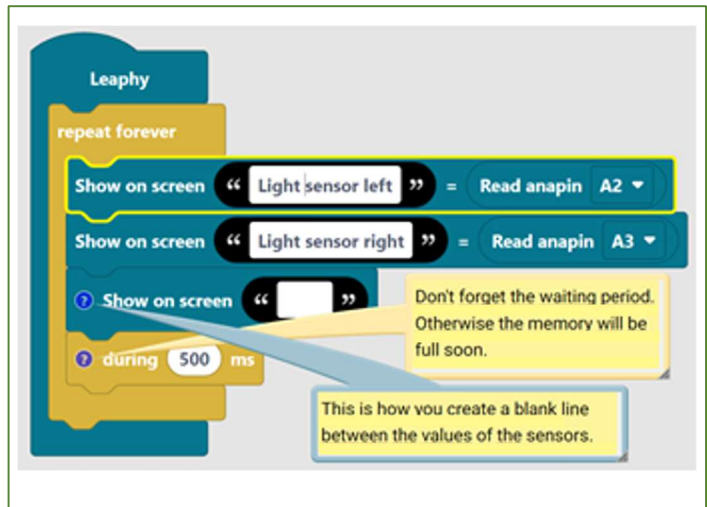 Leaphy
repeat forever
Show on screen “ Light sensor left ” = Read anapin A2
Show on screen “ Light sensor right ” = Read anapin A3
? Show on screen “ ”
? during 500 ms
Don't forget the waiting period.
Otherwise the memory will be
full soon.
This is how you create a blank line
between the values of the sensors.